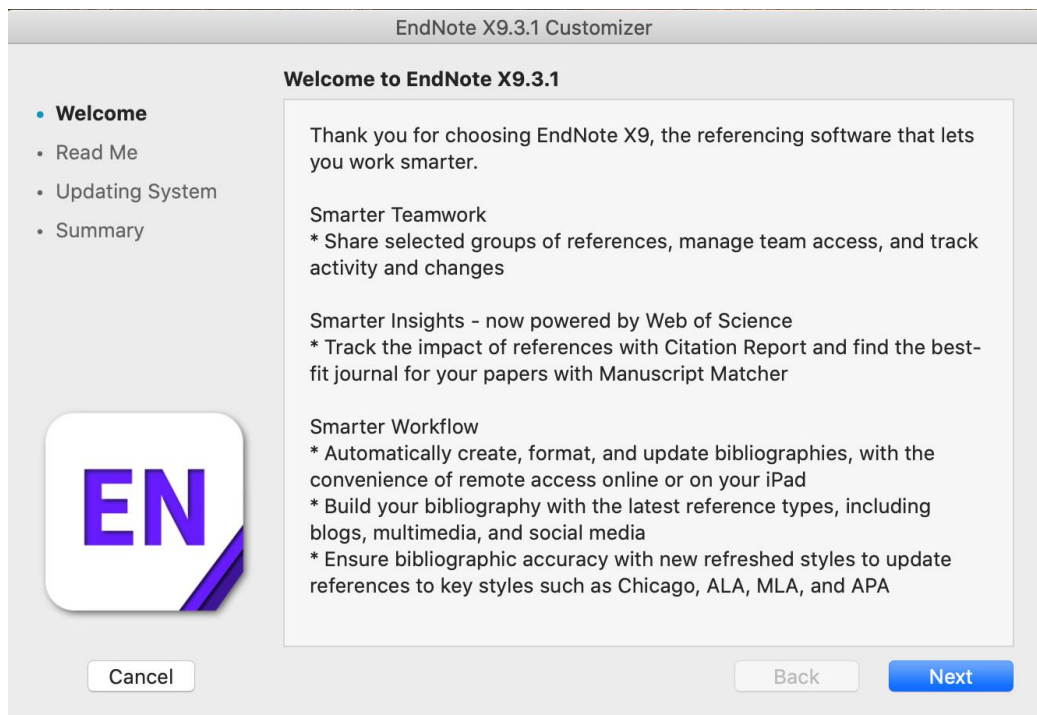 EndNote X9.3.1 Customizer
Welcome to EndNote X9.3.1
• Welcome
• Read Me
• Updating System
• Summary
Thank you for choosing EndNote X9, the referencing software that lets
you work smarter.
Smarter Teamwork
* Share selected groups of references, manage team access, and track
activity and changes
Smarter Insights - now powered by Web of Science
* Track the impact of references with Citation Report and find the best-
fit journal for your papers with Manuscript Matcher
Smarter Workflow
* Automatically create, format, and update bibliographies, with the
convenience of remote access online or on your iPad
* Build your bibliography with the latest reference types, including
blogs, multimedia, and social media
* Ensure bibliographic accuracy with new refreshed styles to update
references to key styles such as Chicago, ALA, MLA, and APA
EN
Cancel
Back
Next